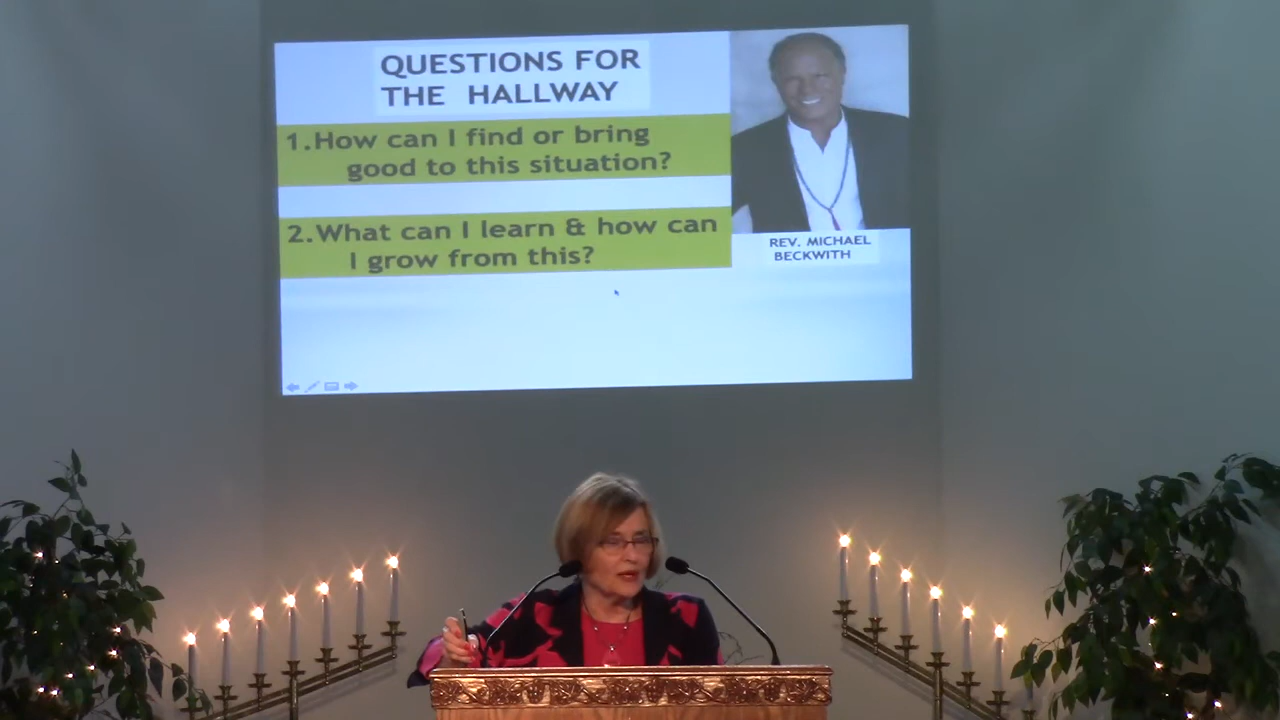 QUESTIONS FOR
THE HALLWAY
1.How can I find or bring
good to this situation?
2.What can I learn & how can
I grow from this?
REV. MICHAEL
BECKWITH